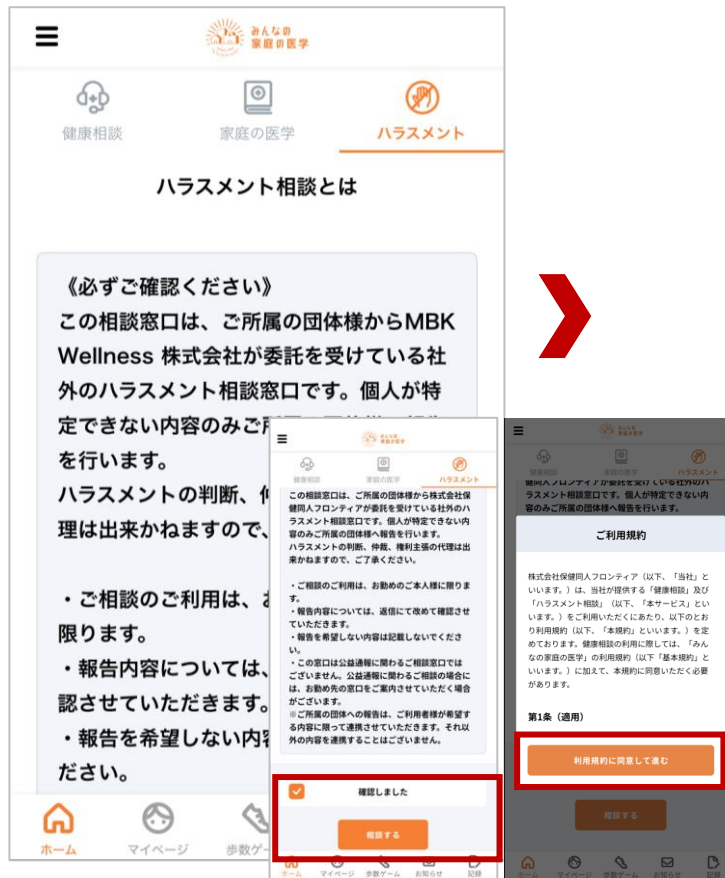 みんなの
家庭の医学
健康相談
家庭の医学
ハラスメント
ハラスメント相談とは
《必ずご確認ください》
この相談窓口は、ご所属の団体様からMBK
Wellness 株式会社が委託を受けている社
外のハラスメント相談窓口です。個人が特
定できない内容のみご所
を行います。
ハラスメントの判断、仲
理は出来かねますので、
・ご相談のご利用は、お
限ります。
・報告内容については、
認させていただきます。
・報告を希望しない内容
ださい。
ホーム
マイページ
歩数ゲー
みんなの
家庭の医学
健康相談
家庭の医学
ハラスメント
この相談窓口は、ご所属の団体様から株式会社保
健同人フロンティアが委託を受けている社外のハ
ラスメント相談窓口です。個人が特定できない内
容のみご所属の団体様へ報告を行います。
ハラスメントの判断、仲裁、権利主張の代理は出
来かねますので、ご了承ください。
・ご相談のご利用は、お勤めのご本人様に限りま
す。
・報告内容については、返信にて改めて確認させ
ていただきます。
・報告を希望しない内容は記載しないでくださ
い。
・この窓口は公益通報に関わるご相談窓口では
ございません。公益通報に関わるご相談の場合に
は、お勤め先の窓口をご案内させていただく場合
がございます。
※ご所属の団体への報告は、ご利用者様が希望す
る内容に限って連携させていただきます。それ以
外の内容を連携することはございません。
確認しました
相談する
ホーム
マイページ
歩数ゲーム
お知らせ
記録
みんなの
家庭の医学
健康相談
家庭の医学
ハラスメント
健同人フロンティアが委託を受けている社外のハ
ラスメント相談窓口です。個人が特定できない内
容のみご所属の団体様へ報告を行います。
ご利用規約
株式会社保健同人フロンティア（以下、「当社」と
いいます。）は、当社が提供する「健康相談」及び
「ハラスメント相談」（以下、「本サービス」とい
います。）をご利用いただくにあたり、以下のとお
り利用規約（以下、「本規約」といいます。）を定
めております。健康相談の利用に際しては、「みん
なの家庭の医学」の利用規約（以下「基本規約」と
いいます。）に加えて、本規約に同意いただく必要
があります。
第1条（適用）
利用規約に同意して進む
相談する
ホーム
マイページ
歩数ゲーム
お知らせ
記録